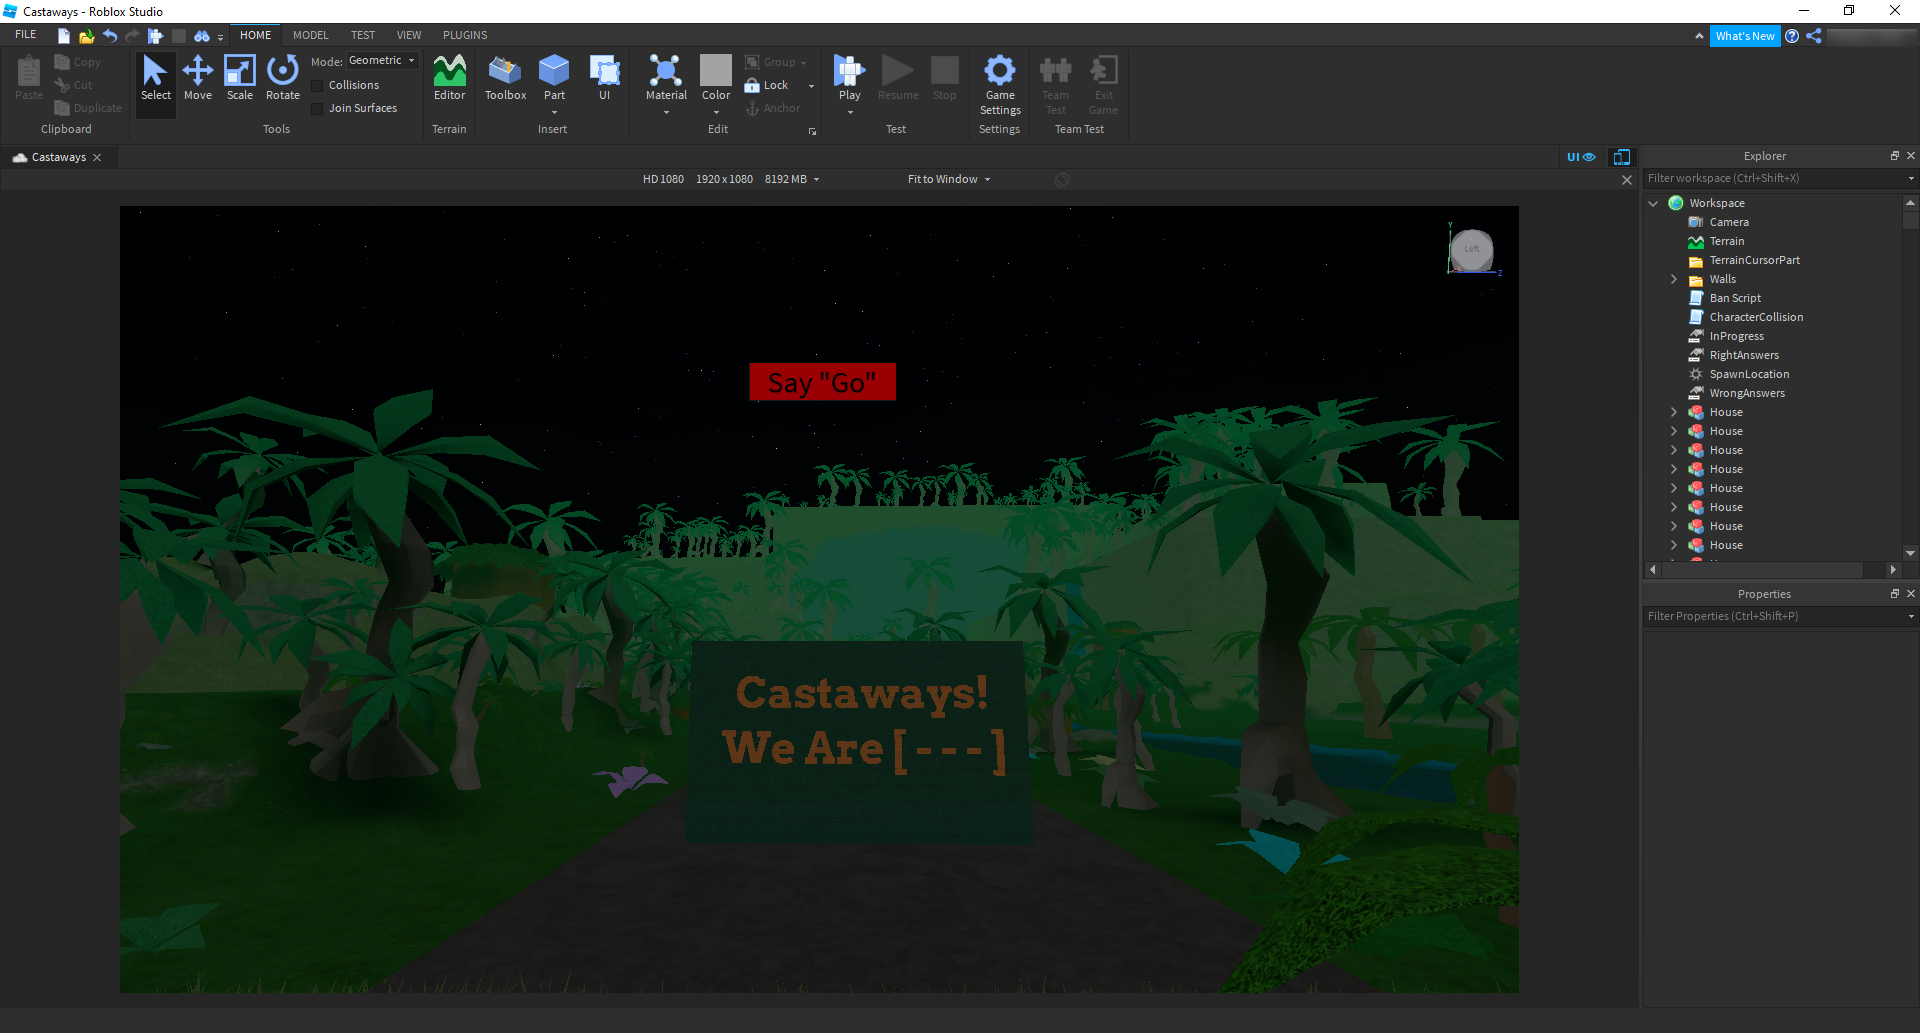 Castaways - Roblox Studio
FILE
HOME
MODEL
TEST
VIEW
PLUGINS
What's New
Paste
Copy
Cut
Duplicate
Clipboard
Select
Move
Scale
Rotate
Mode: Geometric
Collisions
Join Surfaces
Tools
Editor
Terrain
Toolbox
Part
UI
Insert
Material
Color
Group
Lock
Anchor
Edit
Play
Resume
Stop
Test
Game Settings
Settings
Team Test
Exit Game
Team Test
Castaways
UI
HD 1080 1920 x 1080 8192 MB
Fit to Window
Y
Left
Z
Say "Go"
Castaways!
We Are [---]
Explorer
Filter workspace (Ctrl+Shift+X)
Workspace
Camera
Terrain
TerrainCursorPart
Walls
Ban Script
CharacterCollision
InProgress
RightAnswers
SpawnLocation
WrongAnswers
House
House
House
House
House
House
House
House
Properties
Filter Properties (Ctrl+Shift+P)